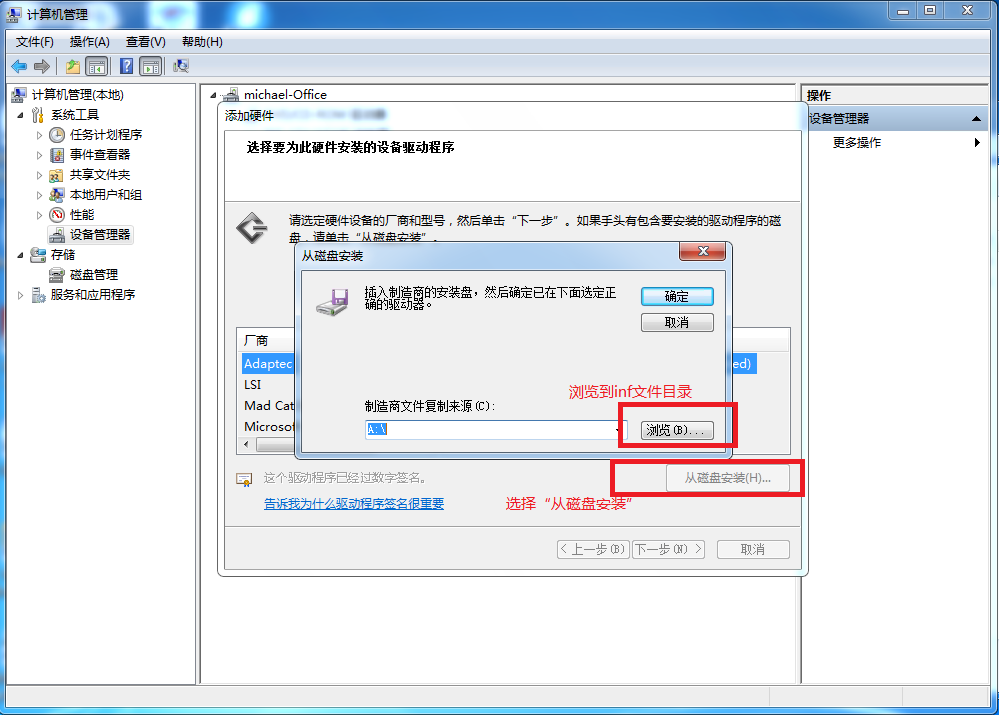 计算机管理
文件(F) 操作(A) 查看(V) 帮助(H)
计算机管理(本地)
系统工具
任务计划程序
事件查看器
共享文件夹
本地用户和组
性能
设备管理器
存储
磁盘管理
服务和应用程序
michael-Office
添加硬件
选择要为此硬件安装的设备驱动程序
请选定硬件设备的厂商和型号，然后单击“下一步”。如果手头有包含要安装的驱动程序的磁
盘，请单击“从磁盘安装”。
从磁盘安装
插入制造商的安装盘，然后确定已在下面选定正
确的驱动器。
确定
取消
厂商
Adaptec
ed)
LSI
Mad Cat
Microsof
浏览到inf文件目录
制造商文件复制来源(C):
A:\
浏览(B)...
这个驱动程序已经过数字签名。
从磁盘安装(H)...
告诉我为什么驱动程序签名很重要
选择“从磁盘安装”
< 上一步(B) 下一步(N) > 取消
操作
设备管理器
更多操作